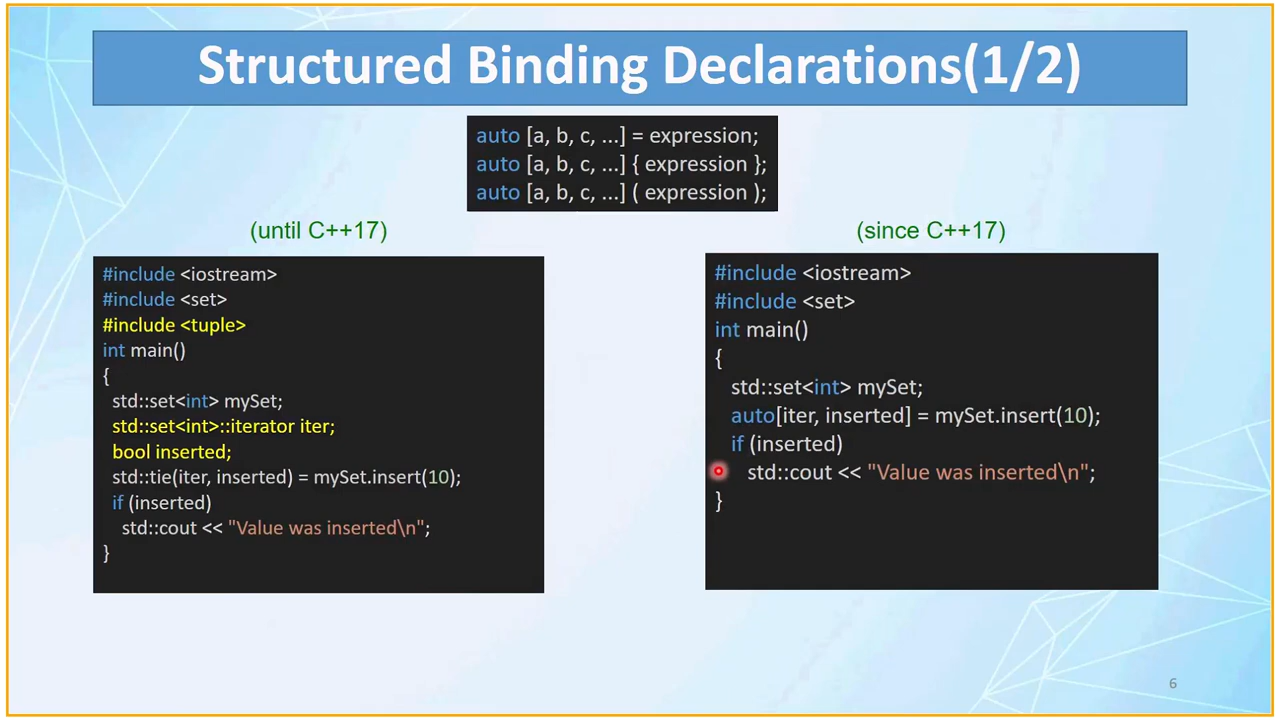 Structured Binding Declarations(1/2)
auto [a, b, c, ...] = expression;
auto [a, b, c, ...] { expression };
auto [a, b, c, ...] ( expression );
(until C++17)
#include <iostream>
#include <set>
#include <tuple>
int main()
{
std::set<int> mySet;
std::set<int>::iterator iter;
bool inserted;
std::tie(iter, inserted) = mySet.insert(10);
if (inserted)
std::cout << "Value was inserted\n";
}
(since C++17)
#include <iostream>
#include <set>
int main()
{
std::set<int> mySet;
auto[iter, inserted] = mySet.insert(10);
if (inserted)
std::cout << "Value was inserted\n";
}
6